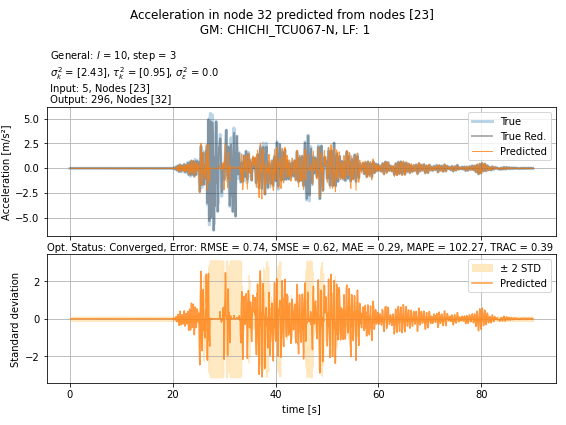 Acceleration in node 32 predicted from nodes [23]
GM: CHICHI_TCU067-N, LF: 1
General: l = 10, step = 3
σ²ₖ = [2.43], τ²ₖ = [0.95], σ²ε = 0.0
Input: 5, Nodes [23]
Output: 296, Nodes [32]
Acceleration [m/s²]
5.0
2.5
0.0
−2.5
−5.0
True
True Red.
Predicted
Opt. Status: Converged, Error: RMSE = 0.74, SMSE = 0.62, MAE = 0.29, MAPE = 102.27, TRAC = 0.39
Standard deviation
2
0
−2
± 2 STD
Predicted
0 20 40 60 80
time [s]